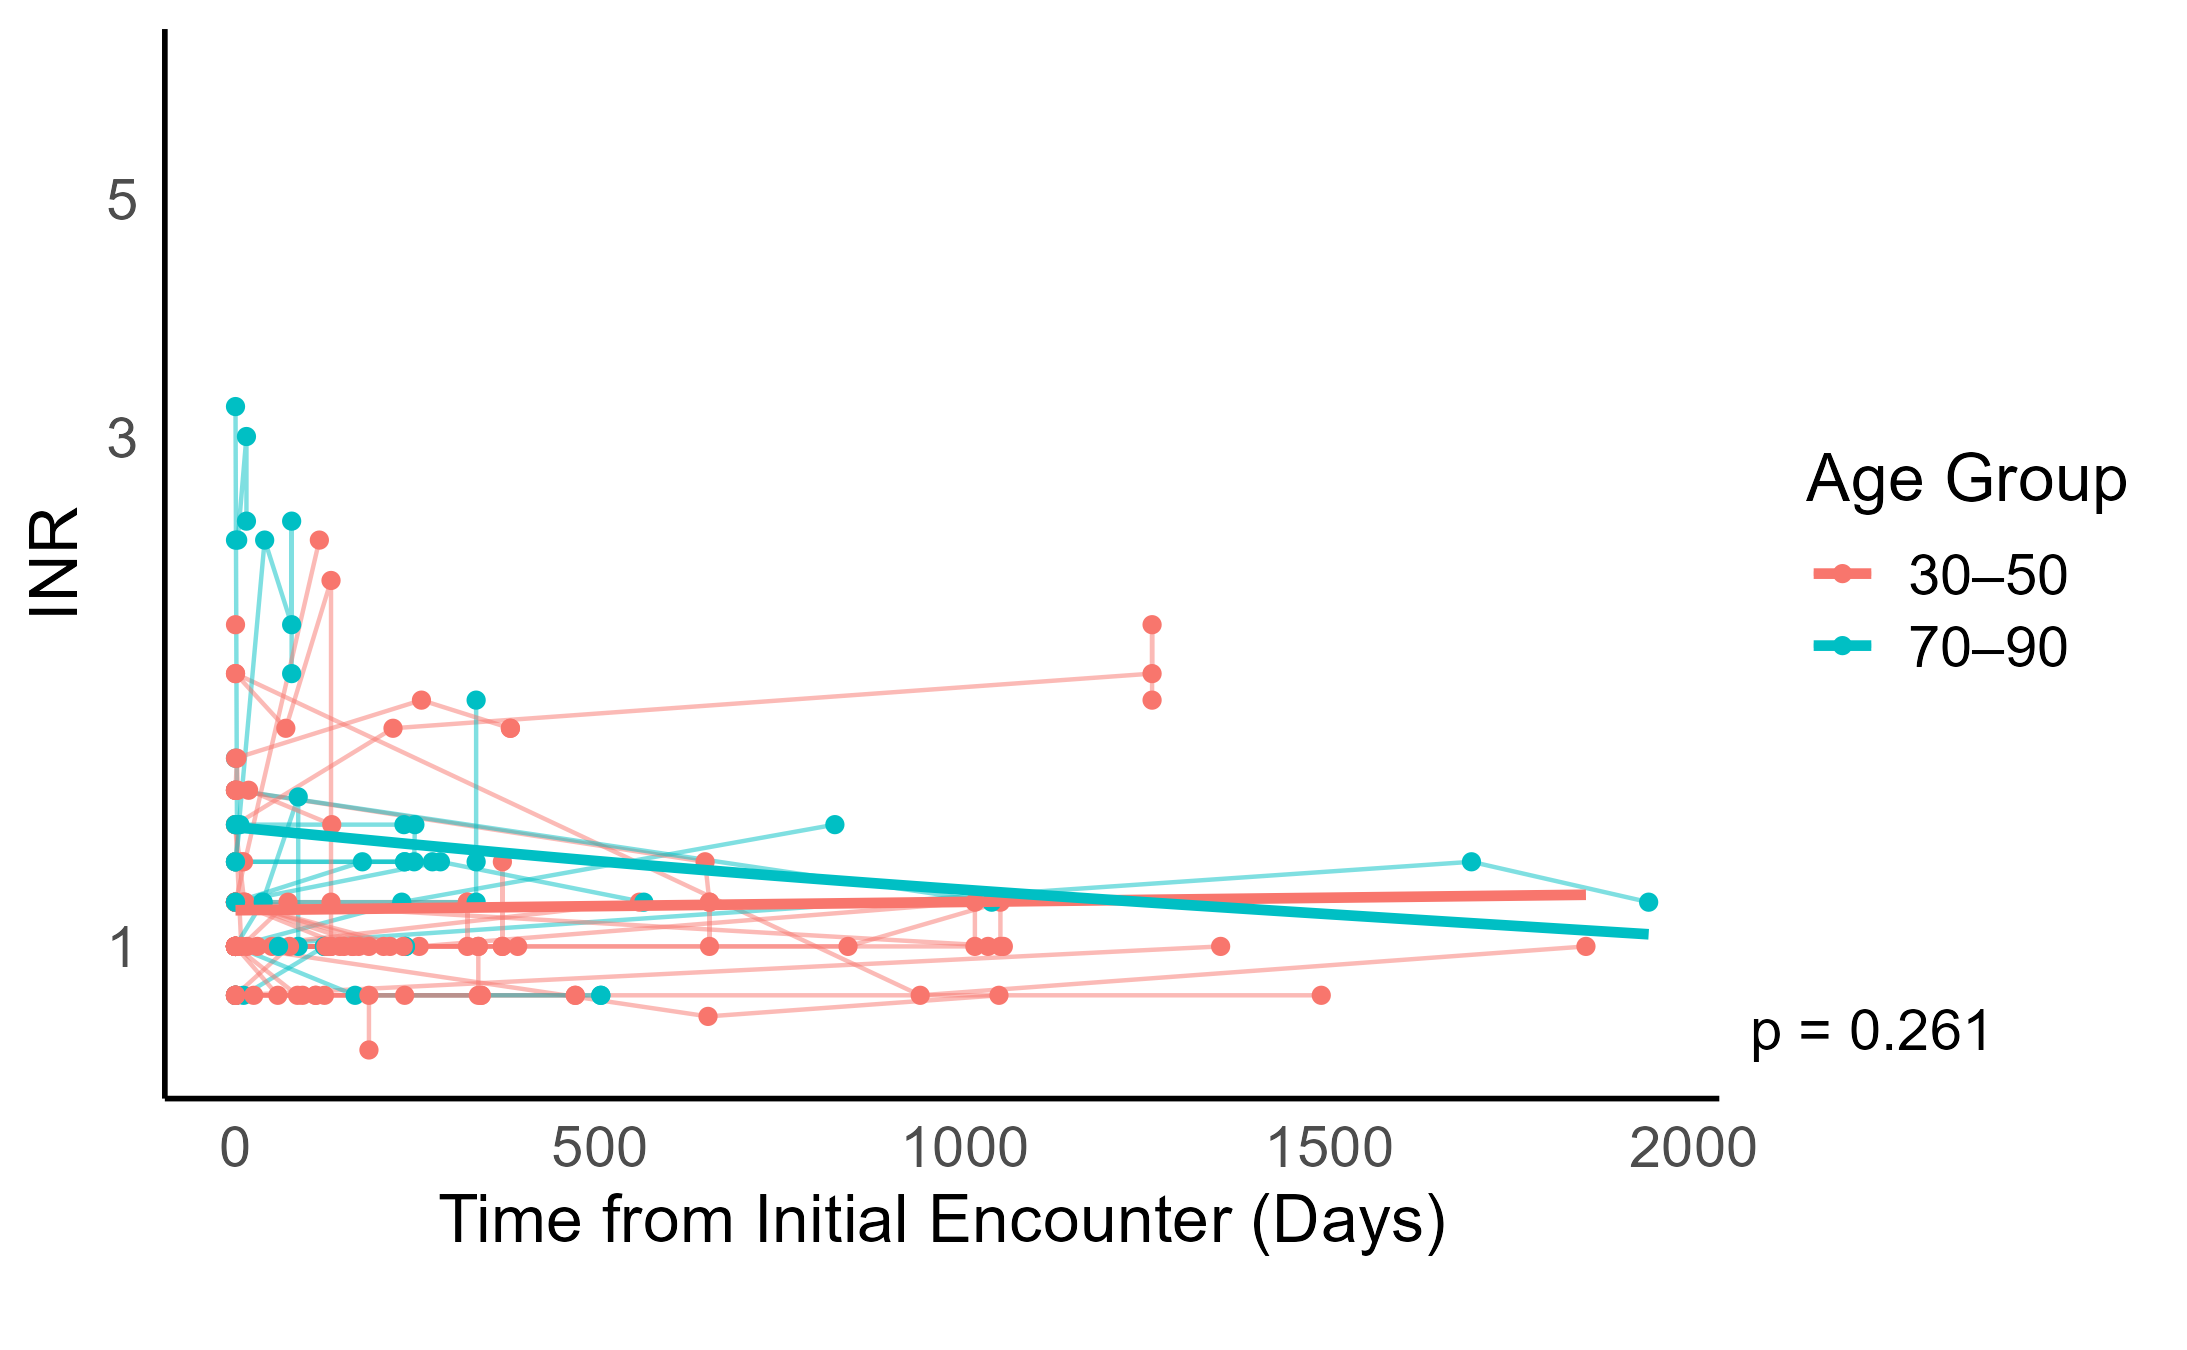 5
3
1
INR
0 500 1000 1500 2000
Time from Initial Encounter (Days)
Age Group
30–50
70–90
p = 0.261